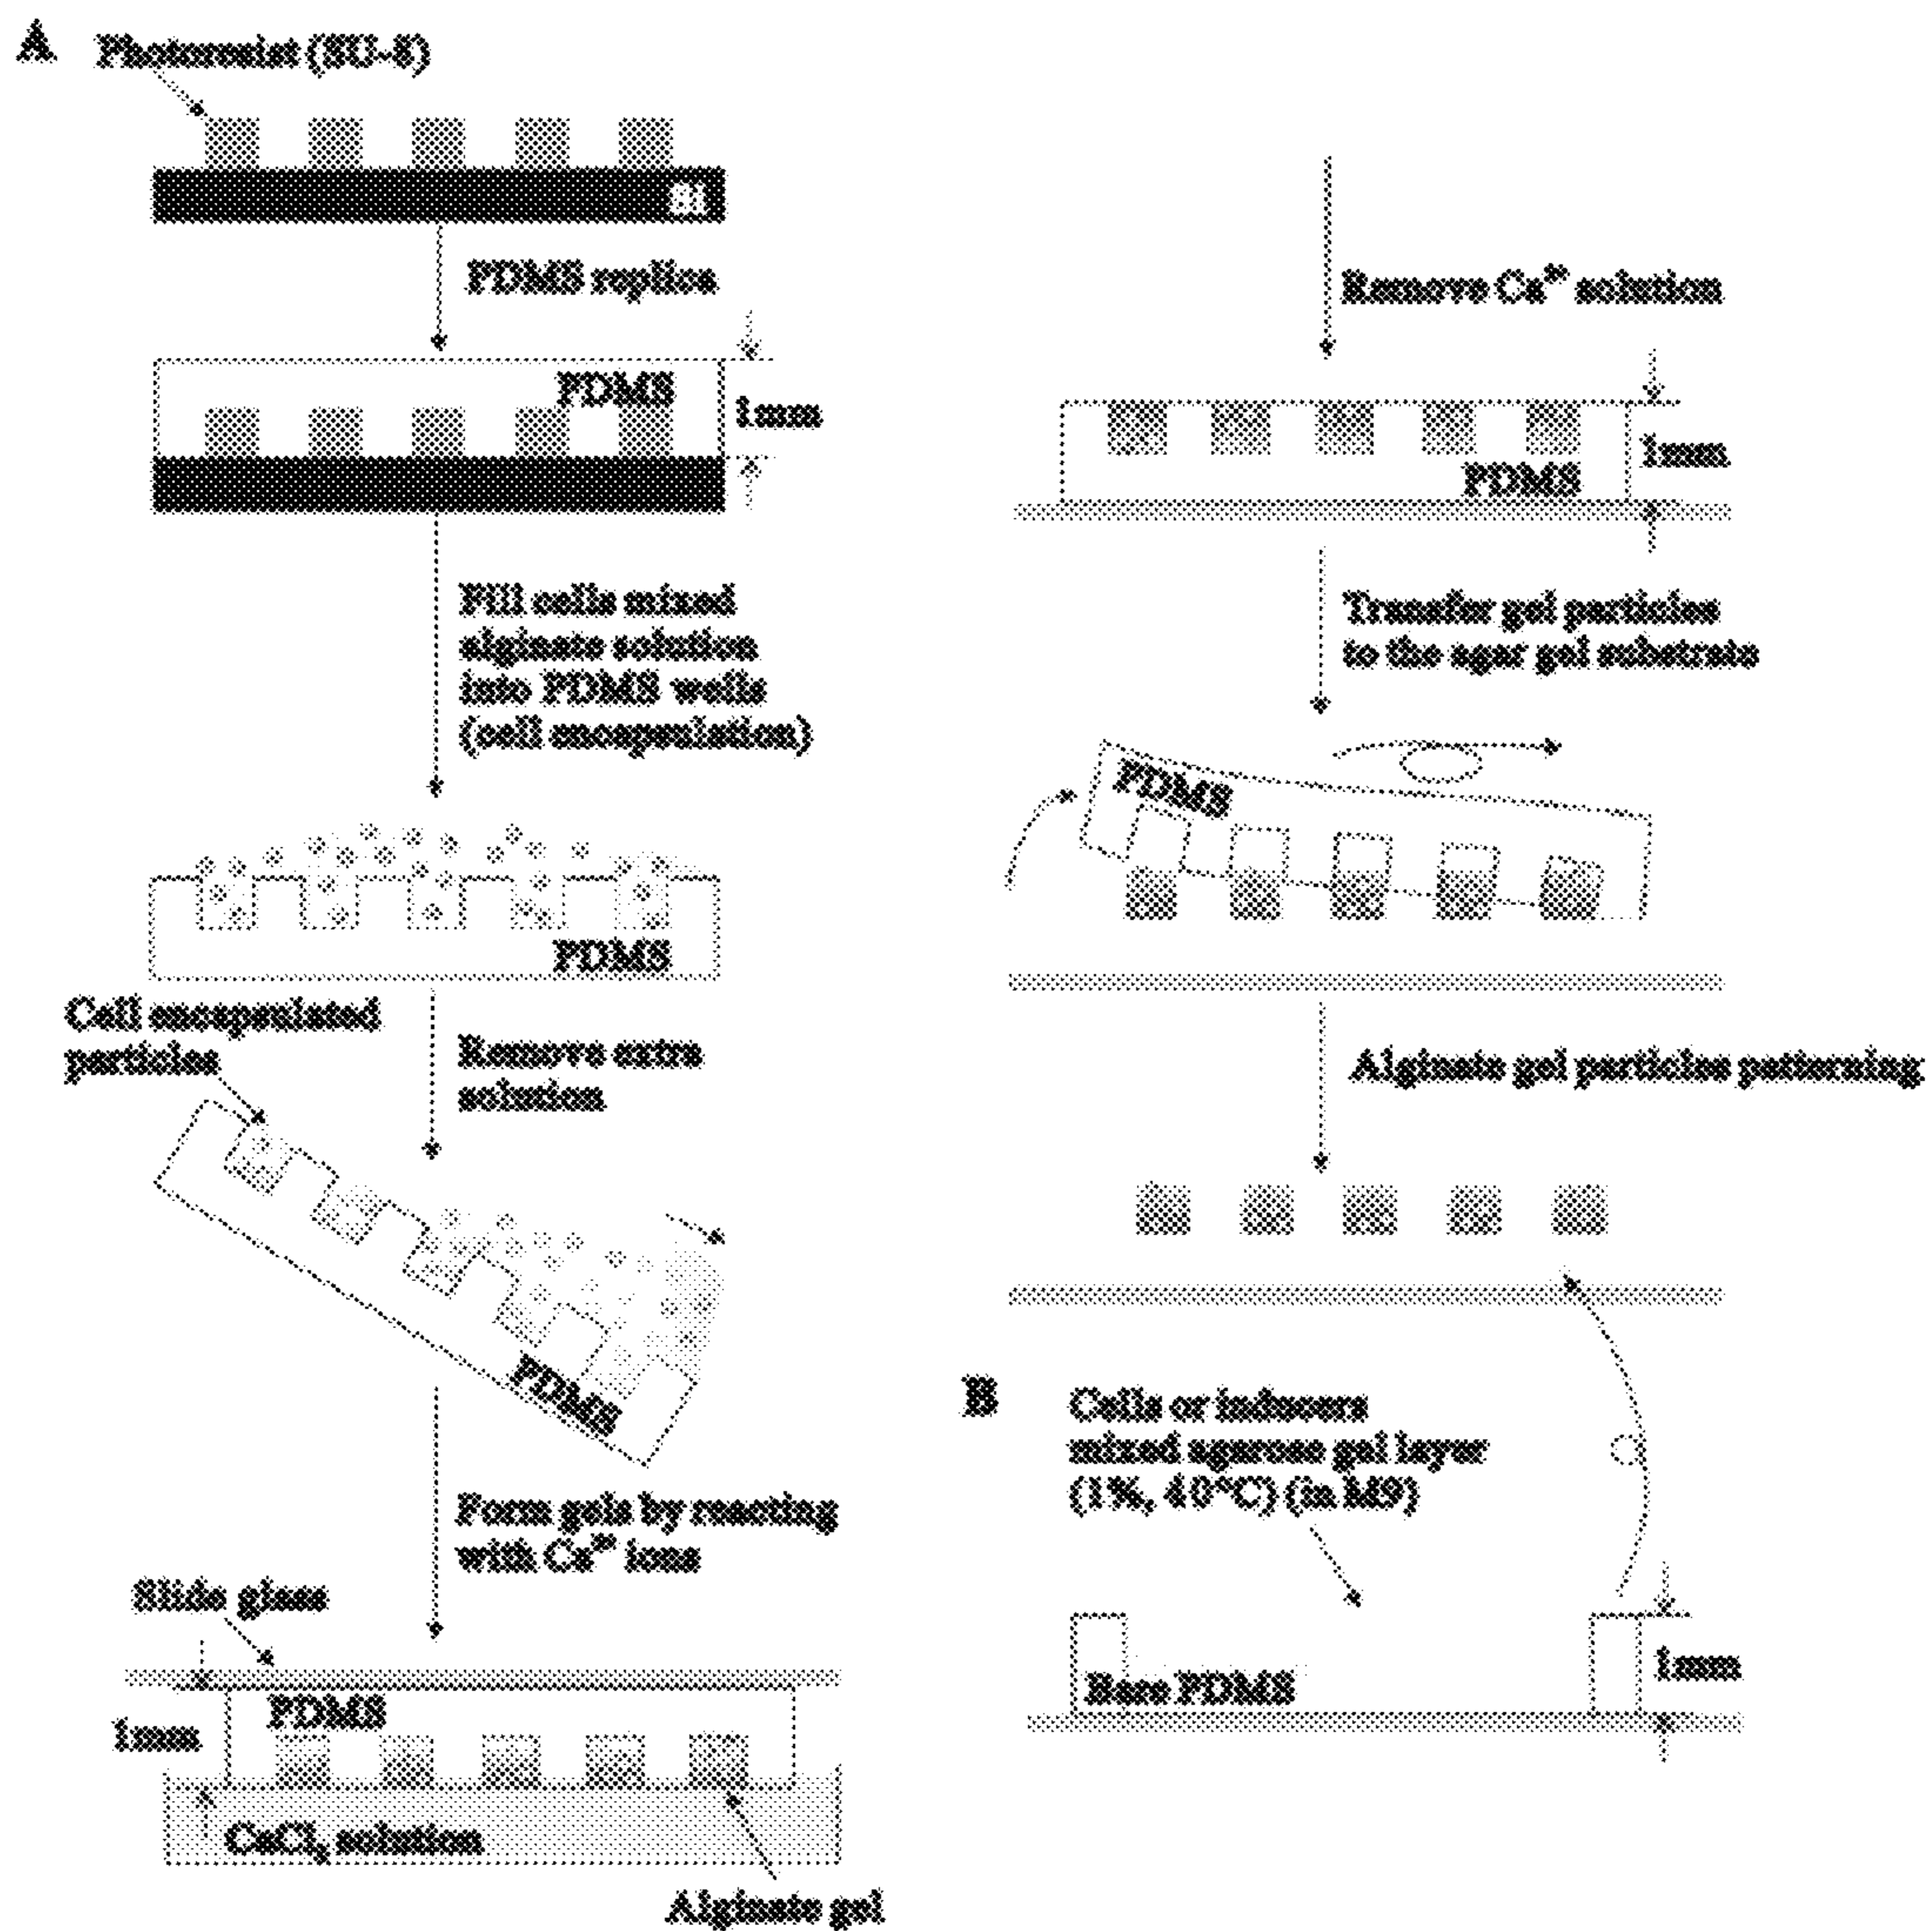 A Photoresist (SU-8)
Si
PDMS replica
PDMS
1mm
Fill cells mixed
alginate solution
into PDMS wells
(cell encapsulation)
PDMS
Cell encapsulated
particles
Remove extra
solution
PDMS
Form gels by reacting
with Ca²⁺ ions
Slide glass
PDMS
1mm
CaCl₂ solution
Alginate gel
Remove Ca²⁺ solution
1mm
PDMS
Transfer gel particles
to the agar gel substrate
PDMS
Alginate gel particles patterning
B Cells or inducers
mixed agarose gel layer
(1%, 40°C) (in M9)
1mm
Bare PDMS